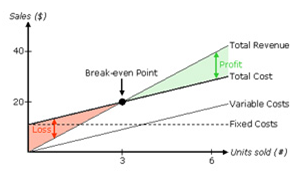 Sales ($)
40
20
Break-even Point
Total Revenue
Profit
Total Cost
Variable Costs
Fixed Costs
Loss
3
6
Units sold (#)